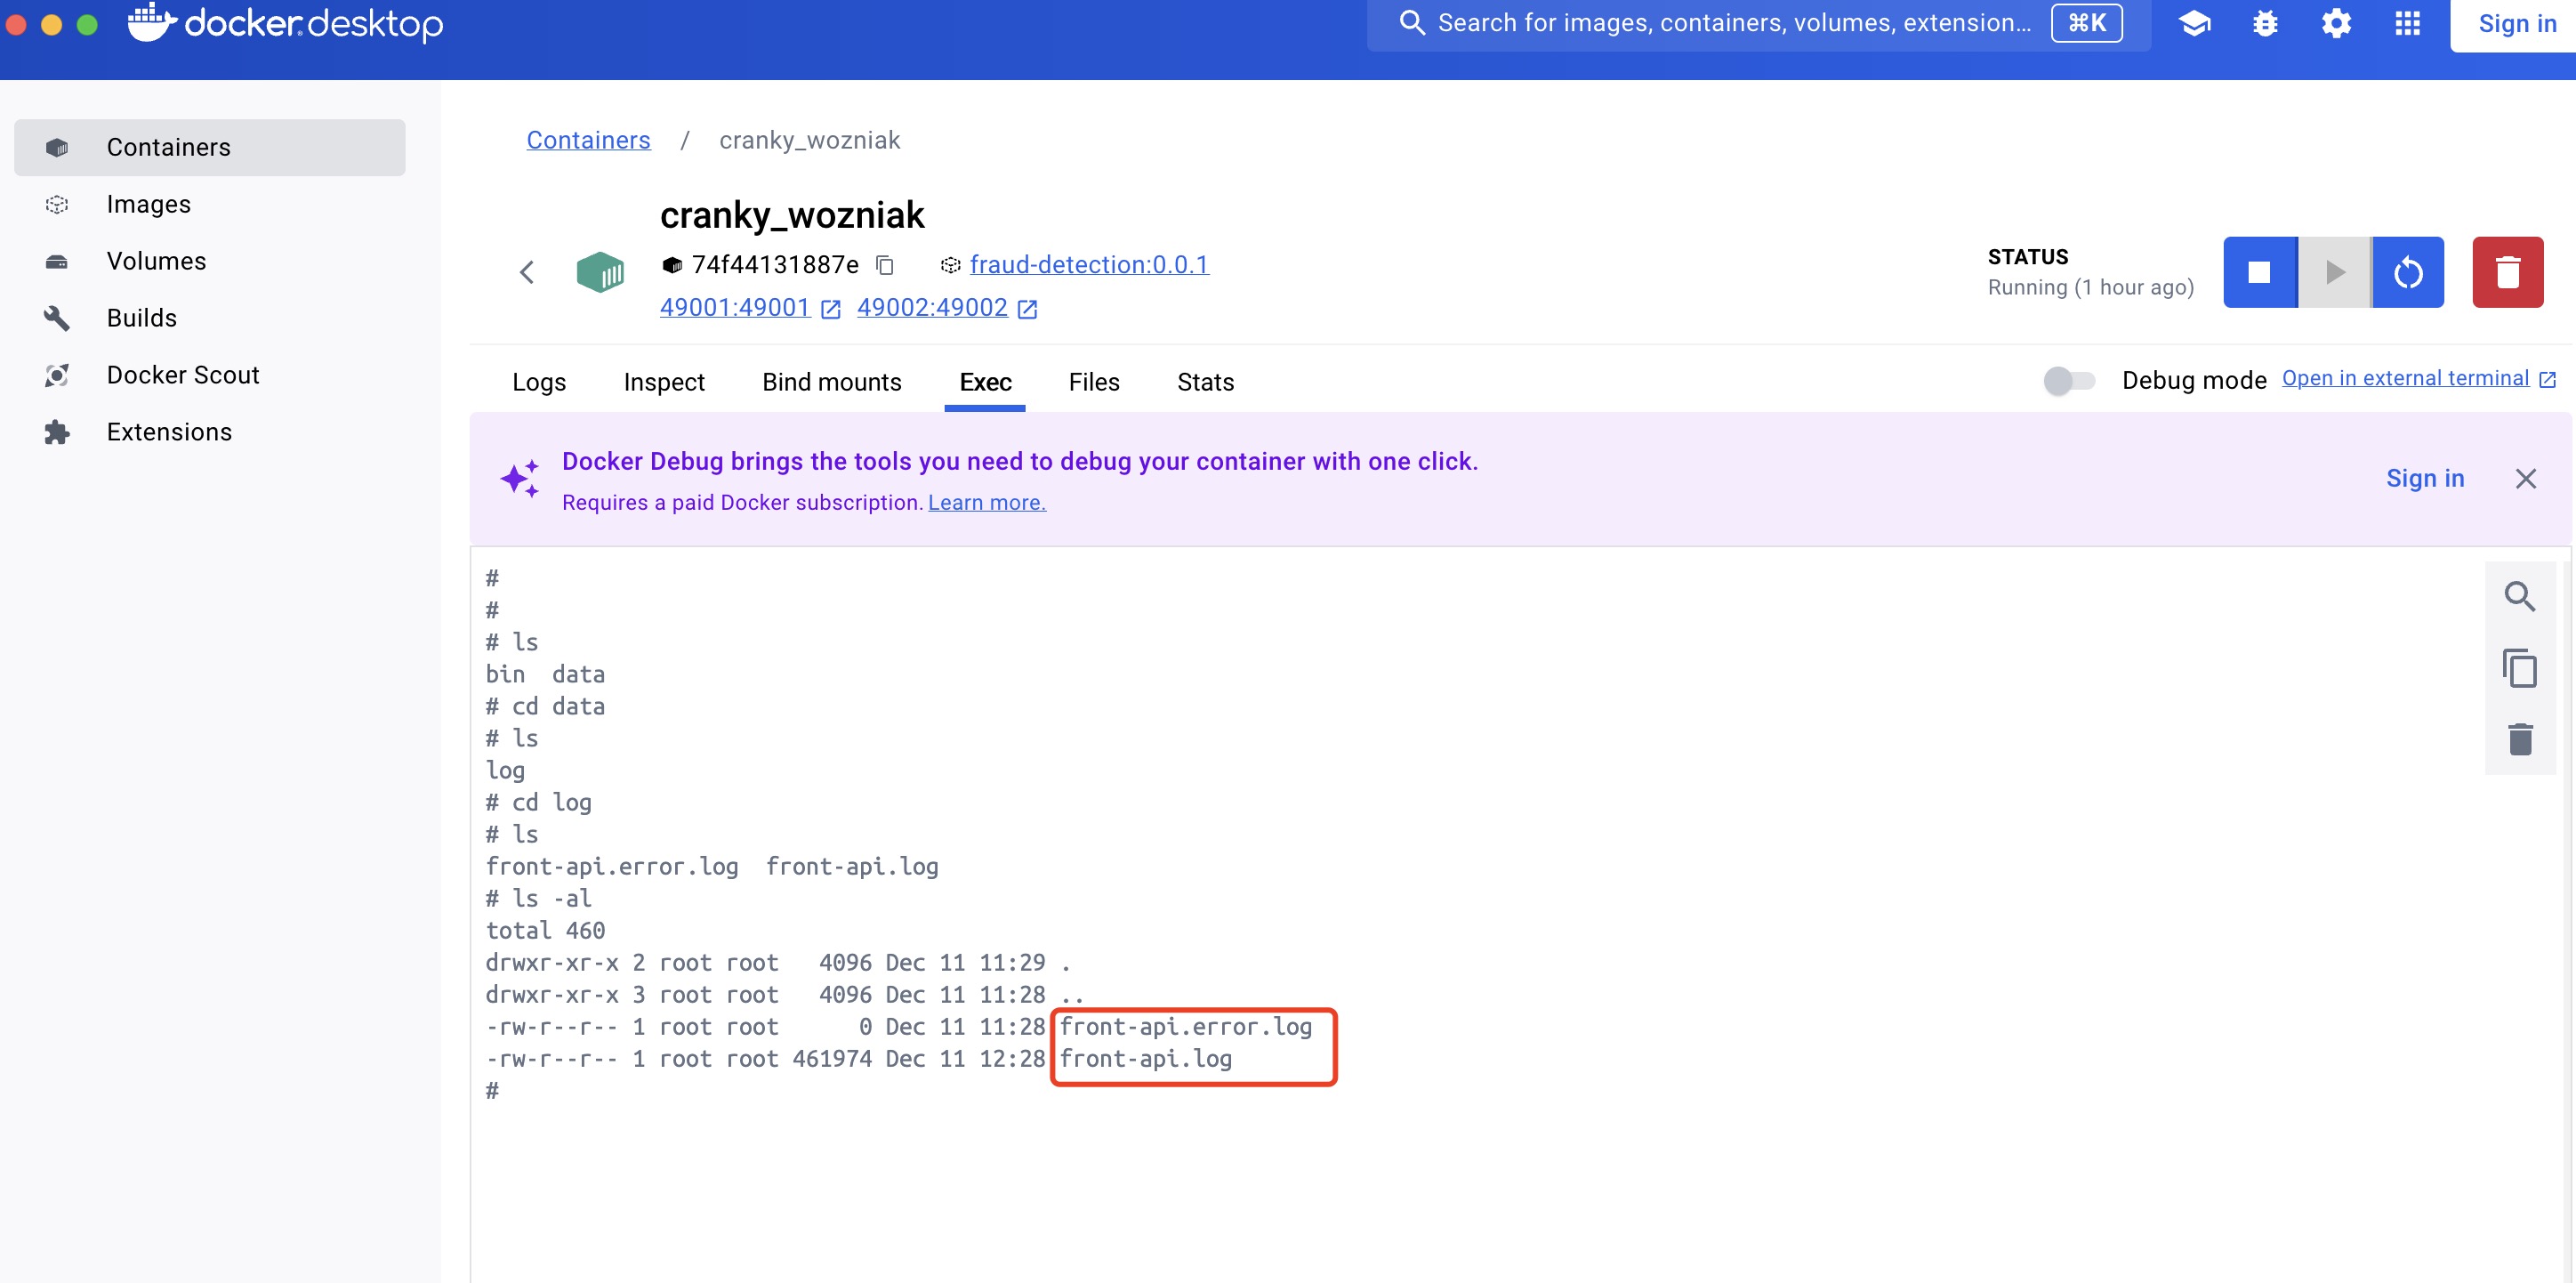 docker.desktop
Search for images, containers, volumes, extension... ⌘K
Sign in
Containers
Images
Volumes
Builds
Docker Scout
Extensions
Containers / cranky_wozniak
cranky_wozniak
74f44131887e fraud-detection:0.0.1
49001:49001 49002:49002
STATUS
Running (1 hour ago)
Logs Inspect Bind mounts Exec Files Stats
Debug mode Open in external terminal
Docker Debug brings the tools you need to debug your container with one click.
Requires a paid Docker subscription. Learn more.
Sign in
#
#
# ls
bin  data
# cd data
# ls
log
# cd log
# ls
front-api.error.log  front-api.log
# ls -al
total 460
drwxr-xr-x 2 root root   4096 Dec 11 11:29 .
drwxr-xr-x 3 root root   4096 Dec 11 11:28 ..
-rw-r--r-- 1 root root      0 Dec 11 11:28 front-api.error.log
-rw-r--r-- 1 root root 461974 Dec 11 12:28 front-api.log
#